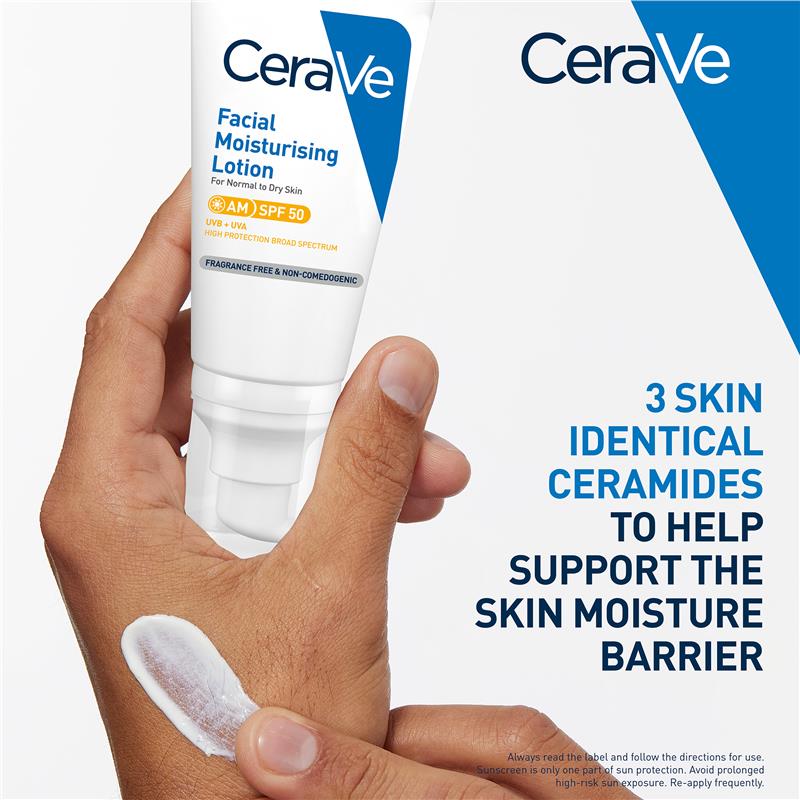 CeraVe
Facial
Moisturising
Lotion
For Normal to Dry Skin
AM SPF 50
UVB + UVA
HIGH PROTECTION BROAD SPECTRUM
FRAGRANCE FREE & NON-COMEDOGENIC
CeraVe
3 SKIN
IDENTICAL
CERAMIDES
TO HELP
SUPPORT THE
SKIN MOISTURE
BARRIER
Always read the label and follow the directions for use.
Sunscreen is only one part of sun protection. Avoid prolonged
high-risk sun exposure. Re-apply frequently.